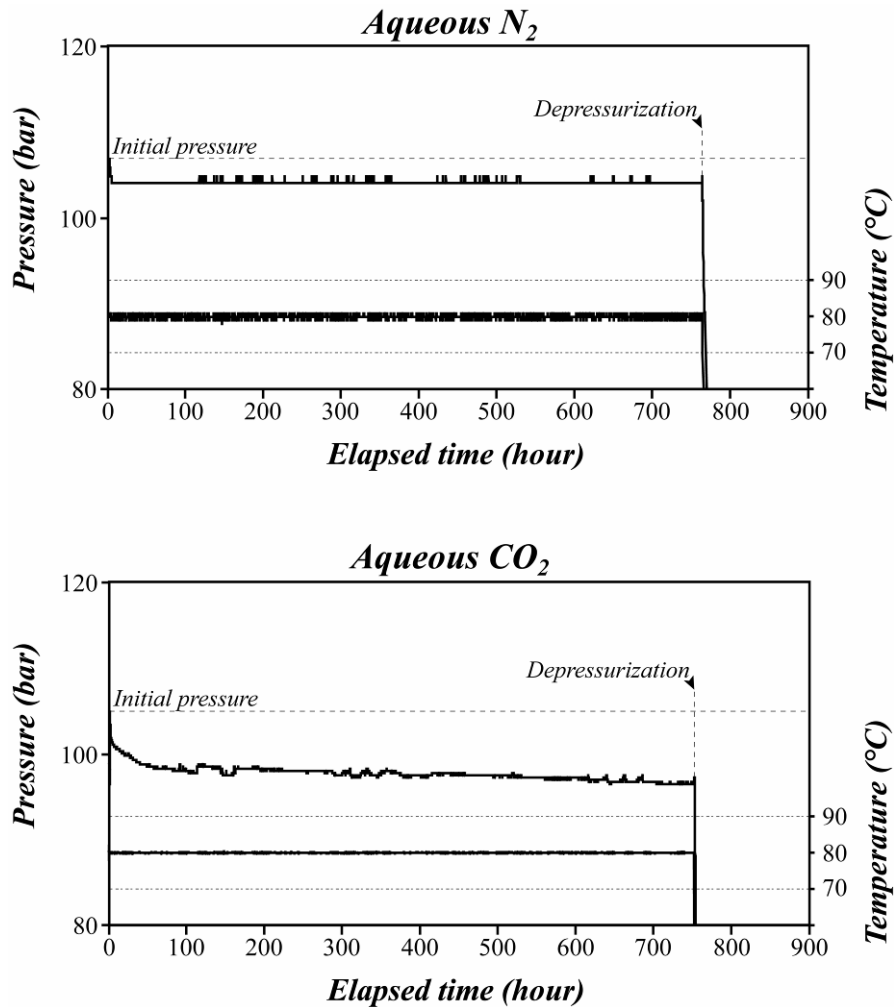 Aqueous N2
120
Depressurization
Initial pressure
Pressure (bar)
100
Temperature (°C)
90
80
70
80
0 100 200 300 400 500 600 700 800 900
Elapsed time (hour)
Aqueous CO2
120
Depressurization
Initial pressure
Pressure (bar)
100
Temperature (°C)
90
80
70
80
0 100 200 300 400 500 600 700 800 900
Elapsed time (hour)